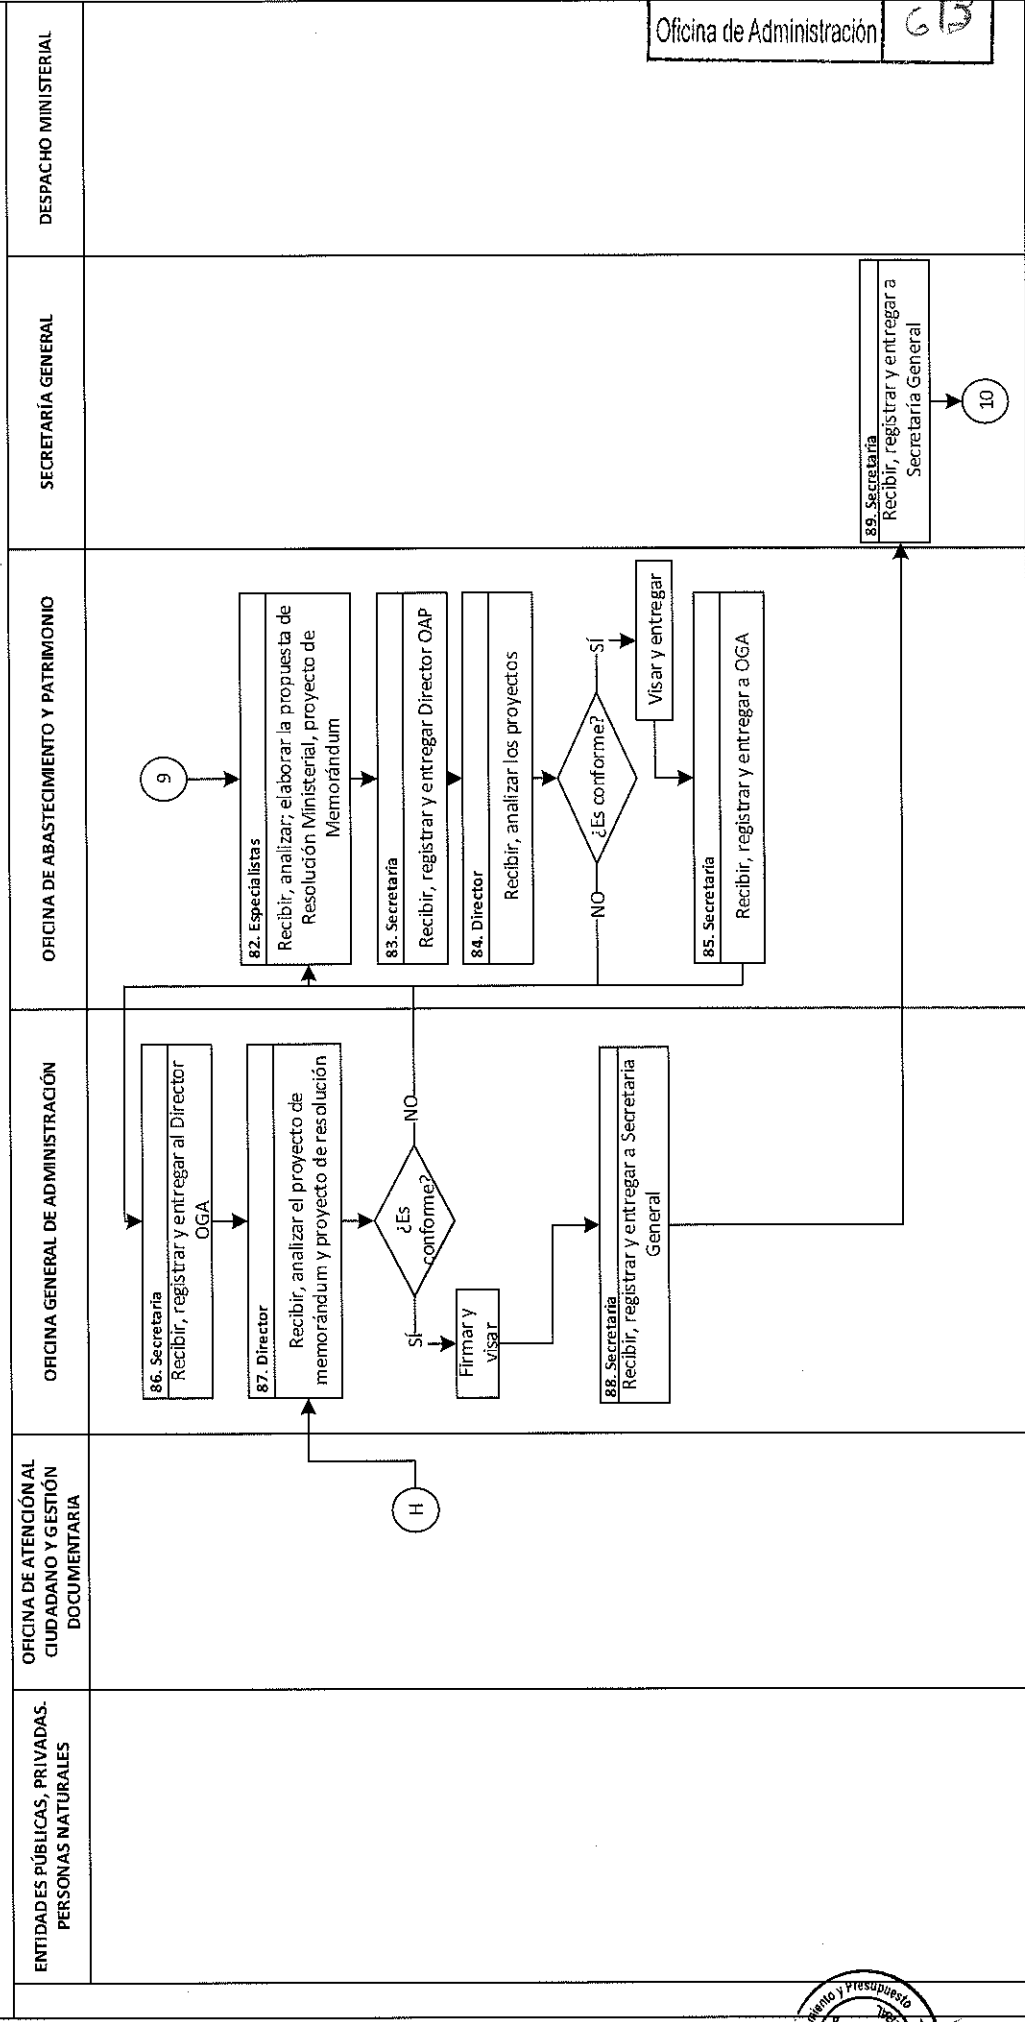 ENTIDADES PÚBLICAS, PRIVADAS.
PERSONAS NATURALES
OFICINA DE ATENCIÓN AL
CIUDADANO Y GESTIÓN
DOCUMENTARIA
OFICINA GENERAL DE ADMINISTRACIÓN
OFICINA DE ABASTECIMIENTO Y PATRIMONIO
SECRETARÍA GENERAL
DESPACHO MINISTERIAL
H
86. Secretaria
Recibir, registrar y entregar al Director
OGA
87. Director
Recibir, analizar el proyecto de
memorándum y proyecto de resolución
¿Es
conforme?
SÍ
NO
Firmar y
visar
88. Secretaria
Recibir, registrar y entregar a Secretaria
General
9
82. Especialistas
Recibir, analizar; elaborar la propuesta de
Resolución Ministerial, proyecto de
Memorándum
83. Secretaria
Recibir, registrar y entregar Director OAP
84. Director
Recibir, analizar los proyectos
¿Es conforme?
NO
SÍ
Visar y entregar
85. Secretaría
Recibir, registrar y entregar a OGA
89. Secretaria
Recibir, registrar y entregar a
Secretaría General
10
Oficina de Administración
613
y Presupuesto